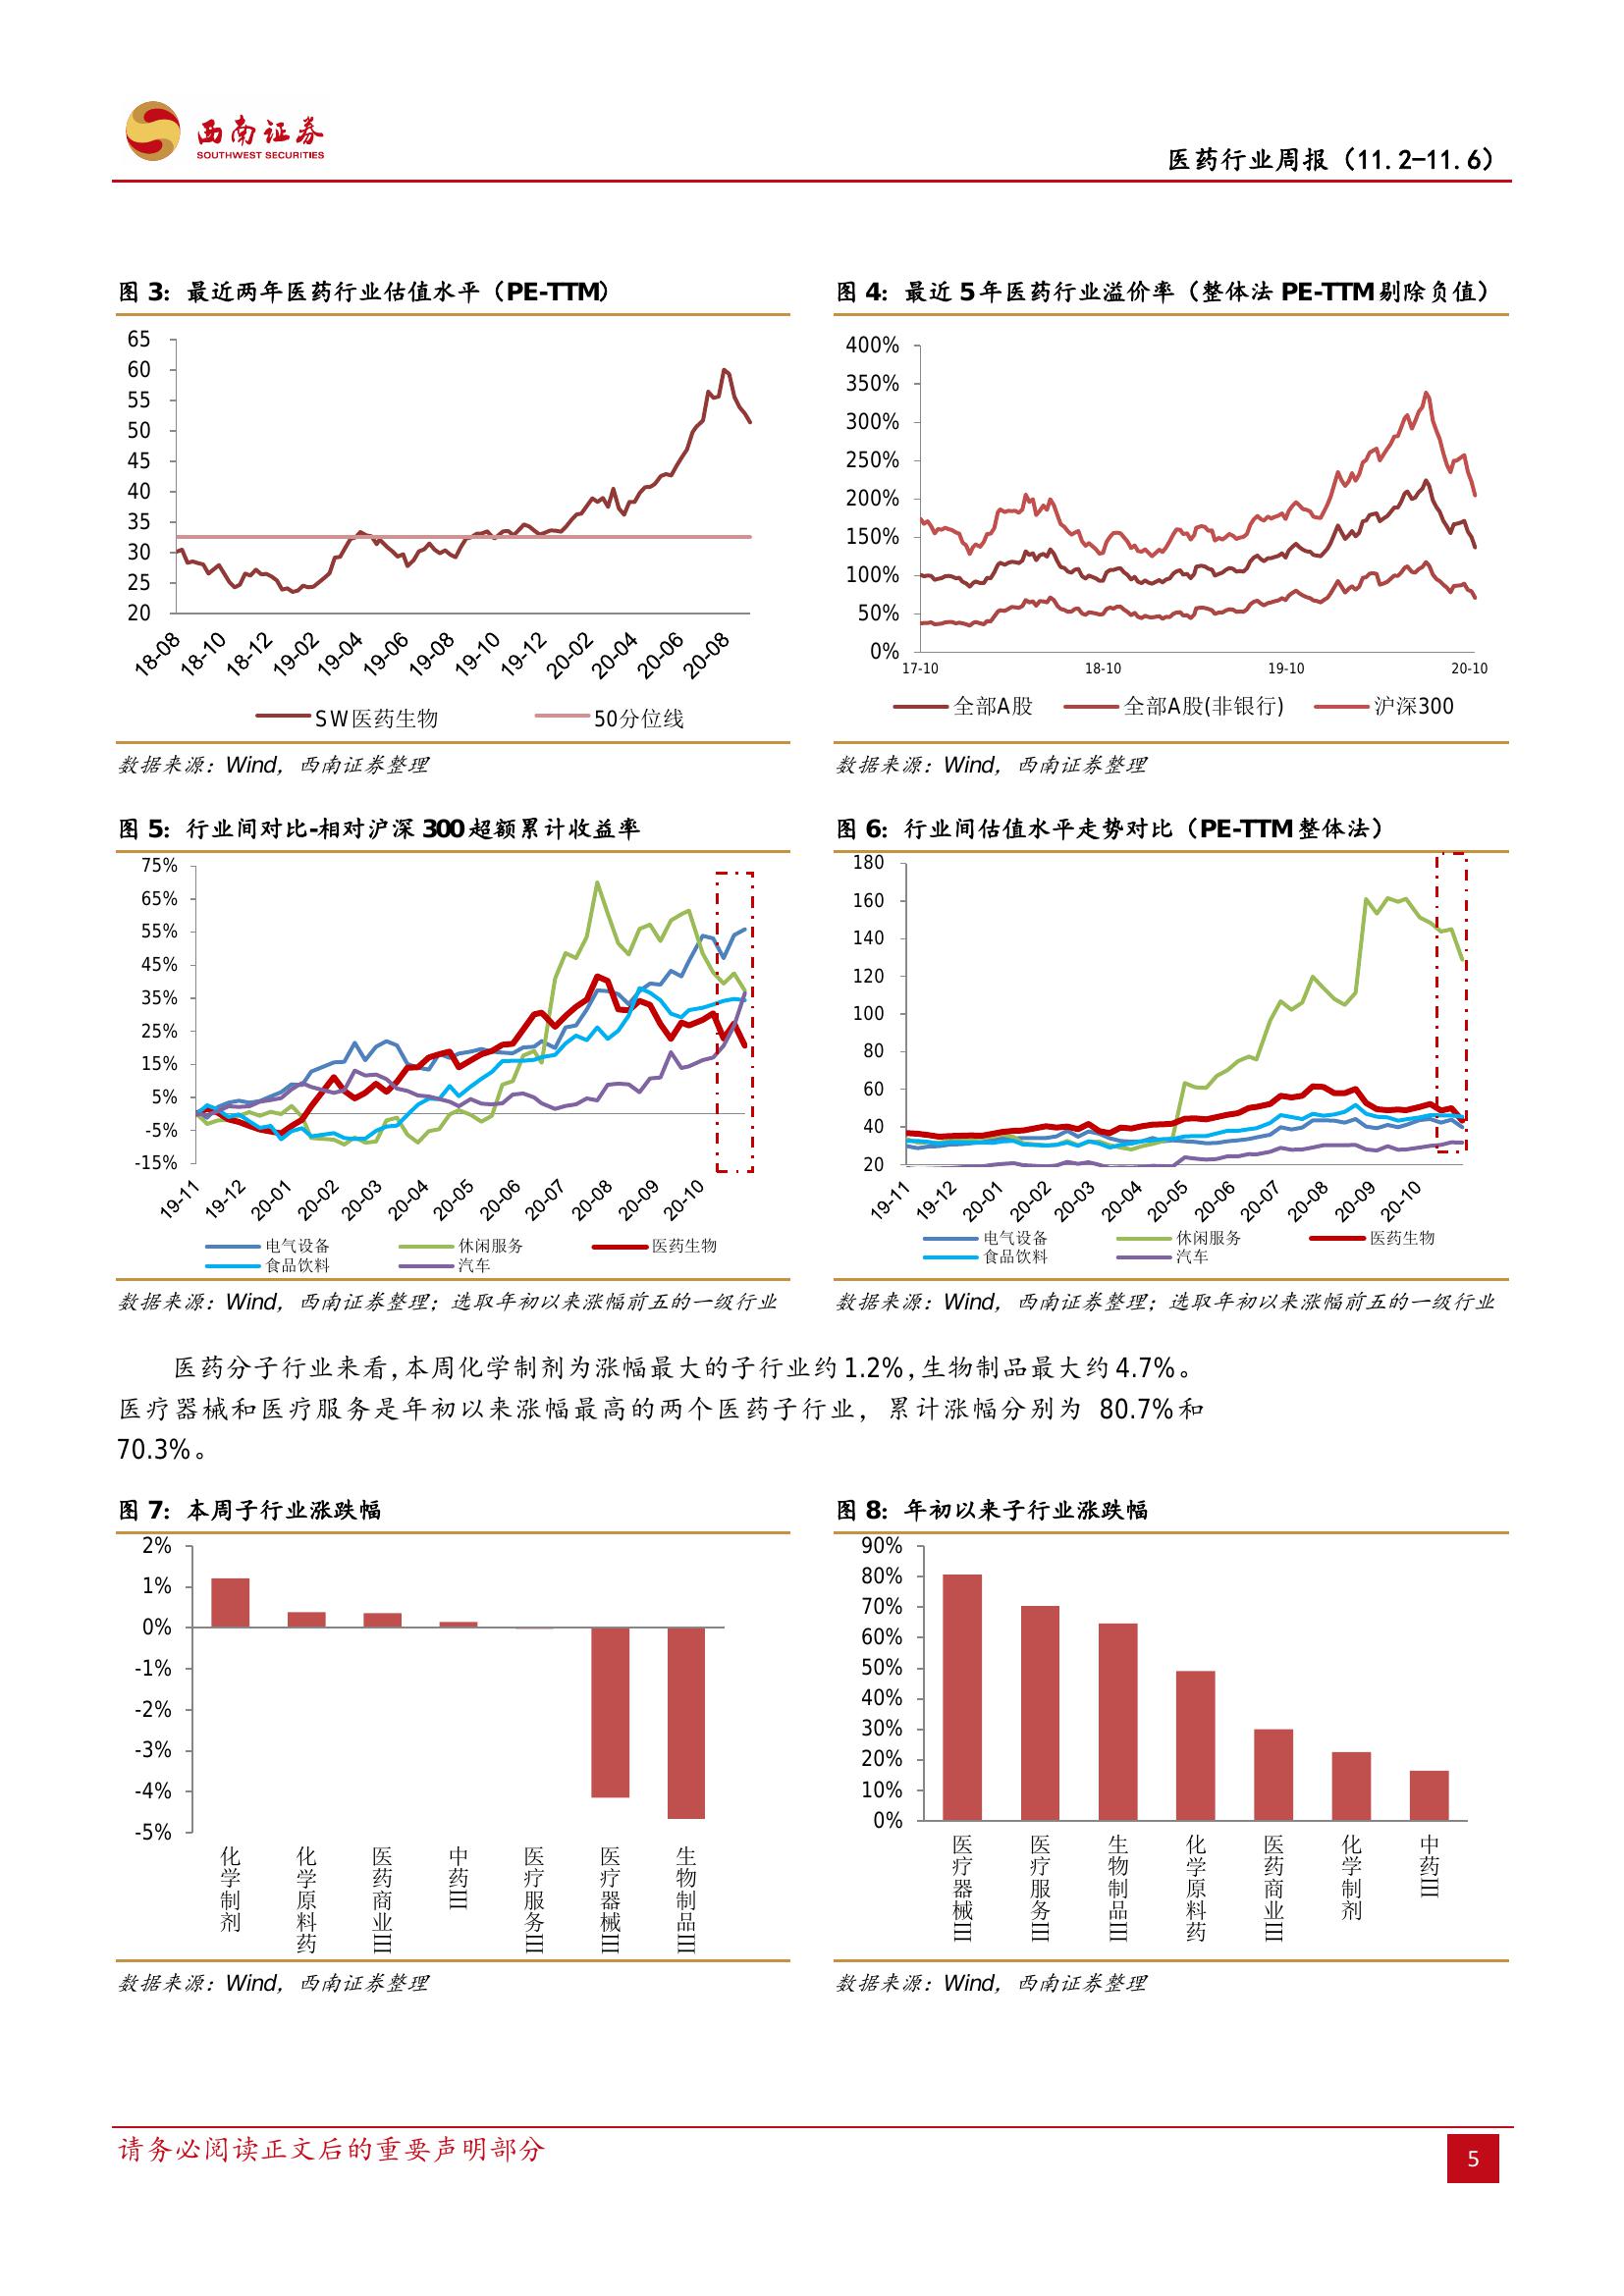 西南证券
SOUTHWEST SECURITIES
医药行业周报（11.2-11.6）
图 3：最近两年医药行业估值水平（PE-TTM）
65
60
55
50
45
40
35
30
25
20
18-08 18-10 18-12 19-02 19-04 19-06 19-08 19-10 19-12 20-02 20-04 20-06 20-08
SW医药生物 50分位线
数据来源：Wind，西南证券整理
图 4：最近 5 年医药行业溢价率（整体法 PE-TTM 剔除负值）
400%
350%
300%
250%
200%
150%
100%
50%
0%
17-10 18-10 19-10 20-10
全部A股 全部A股(非银行) 沪深300
数据来源：Wind，西南证券整理
图 5：行业间对比-相对沪深 300 超额累计收益率
75%
65%
55%
45%
35%
25%
15%
5%
-5%
-15%
19-11 19-12 20-01 20-02 20-03 20-04 20-05 20-06 20-07 20-08 20-09 20-10
电气设备 休闲服务 医药生物
食品饮料 汽车
数据来源：Wind，西南证券整理；选取年初以来涨幅前五的一级行业
图 6：行业间估值水平走势对比（PE-TTM 整体法）
180
160
140
120
100
80
60
40
20
19-11 19-12 20-01 20-02 20-03 20-04 20-05 20-06 20-07 20-08 20-09 20-10
电气设备 休闲服务 医药生物
食品饮料 汽车
数据来源：Wind，西南证券整理；选取年初以来涨幅前五的一级行业
医药分子行业来看,本周化学制剂为涨幅最大的子行业约 1.2%,生物制品最大约 4.7%。
医疗器械和医疗服务是年初以来涨幅最高的两个医药子行业，累计涨幅分别为 80.7%和
70.3%。
图 7：本周子行业涨跌幅
2%
1%
0%
-1%
-2%
-3%
-4%
-5%
化学制剂
化学原料药
医药商业III
中药III
医疗服务III
医疗器械III
生物制品III
数据来源：Wind，西南证券整理
图 8：年初以来子行业涨跌幅
90%
80%
70%
60%
50%
40%
30%
20%
10%
0%
医疗器械III
医疗服务III
生物制品III
化学原料药
医药商业III
化学制剂
中药III
数据来源：Wind，西南证券整理
请务必阅读正文后的重要声明部分
5